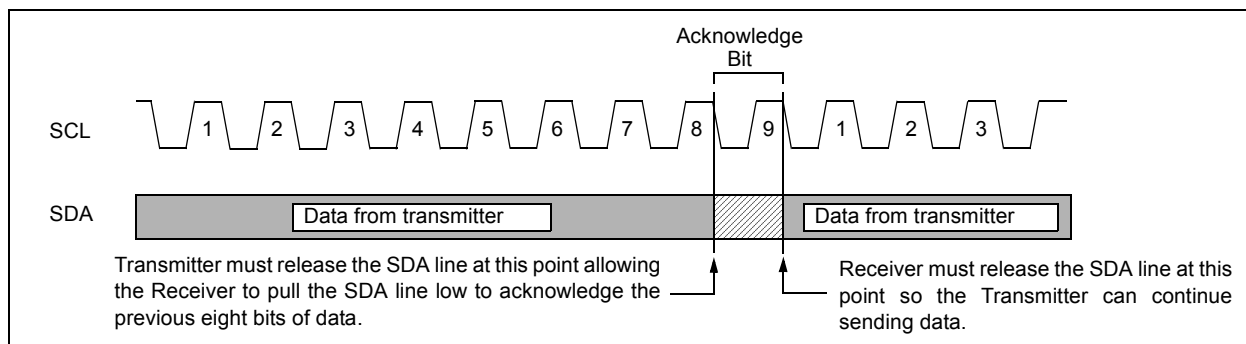 Acknowledge
Bit
SCL 1 2 3 4 5 6 7 8 9 1 2 3
SDA Data from transmitter Data from transmitter
Transmitter must release the SDA line at this point allowing
the Receiver to pull the SDA line low to acknowledge the
previous eight bits of data.
Receiver must release the SDA line at this
point so the Transmitter can continue
sending data.